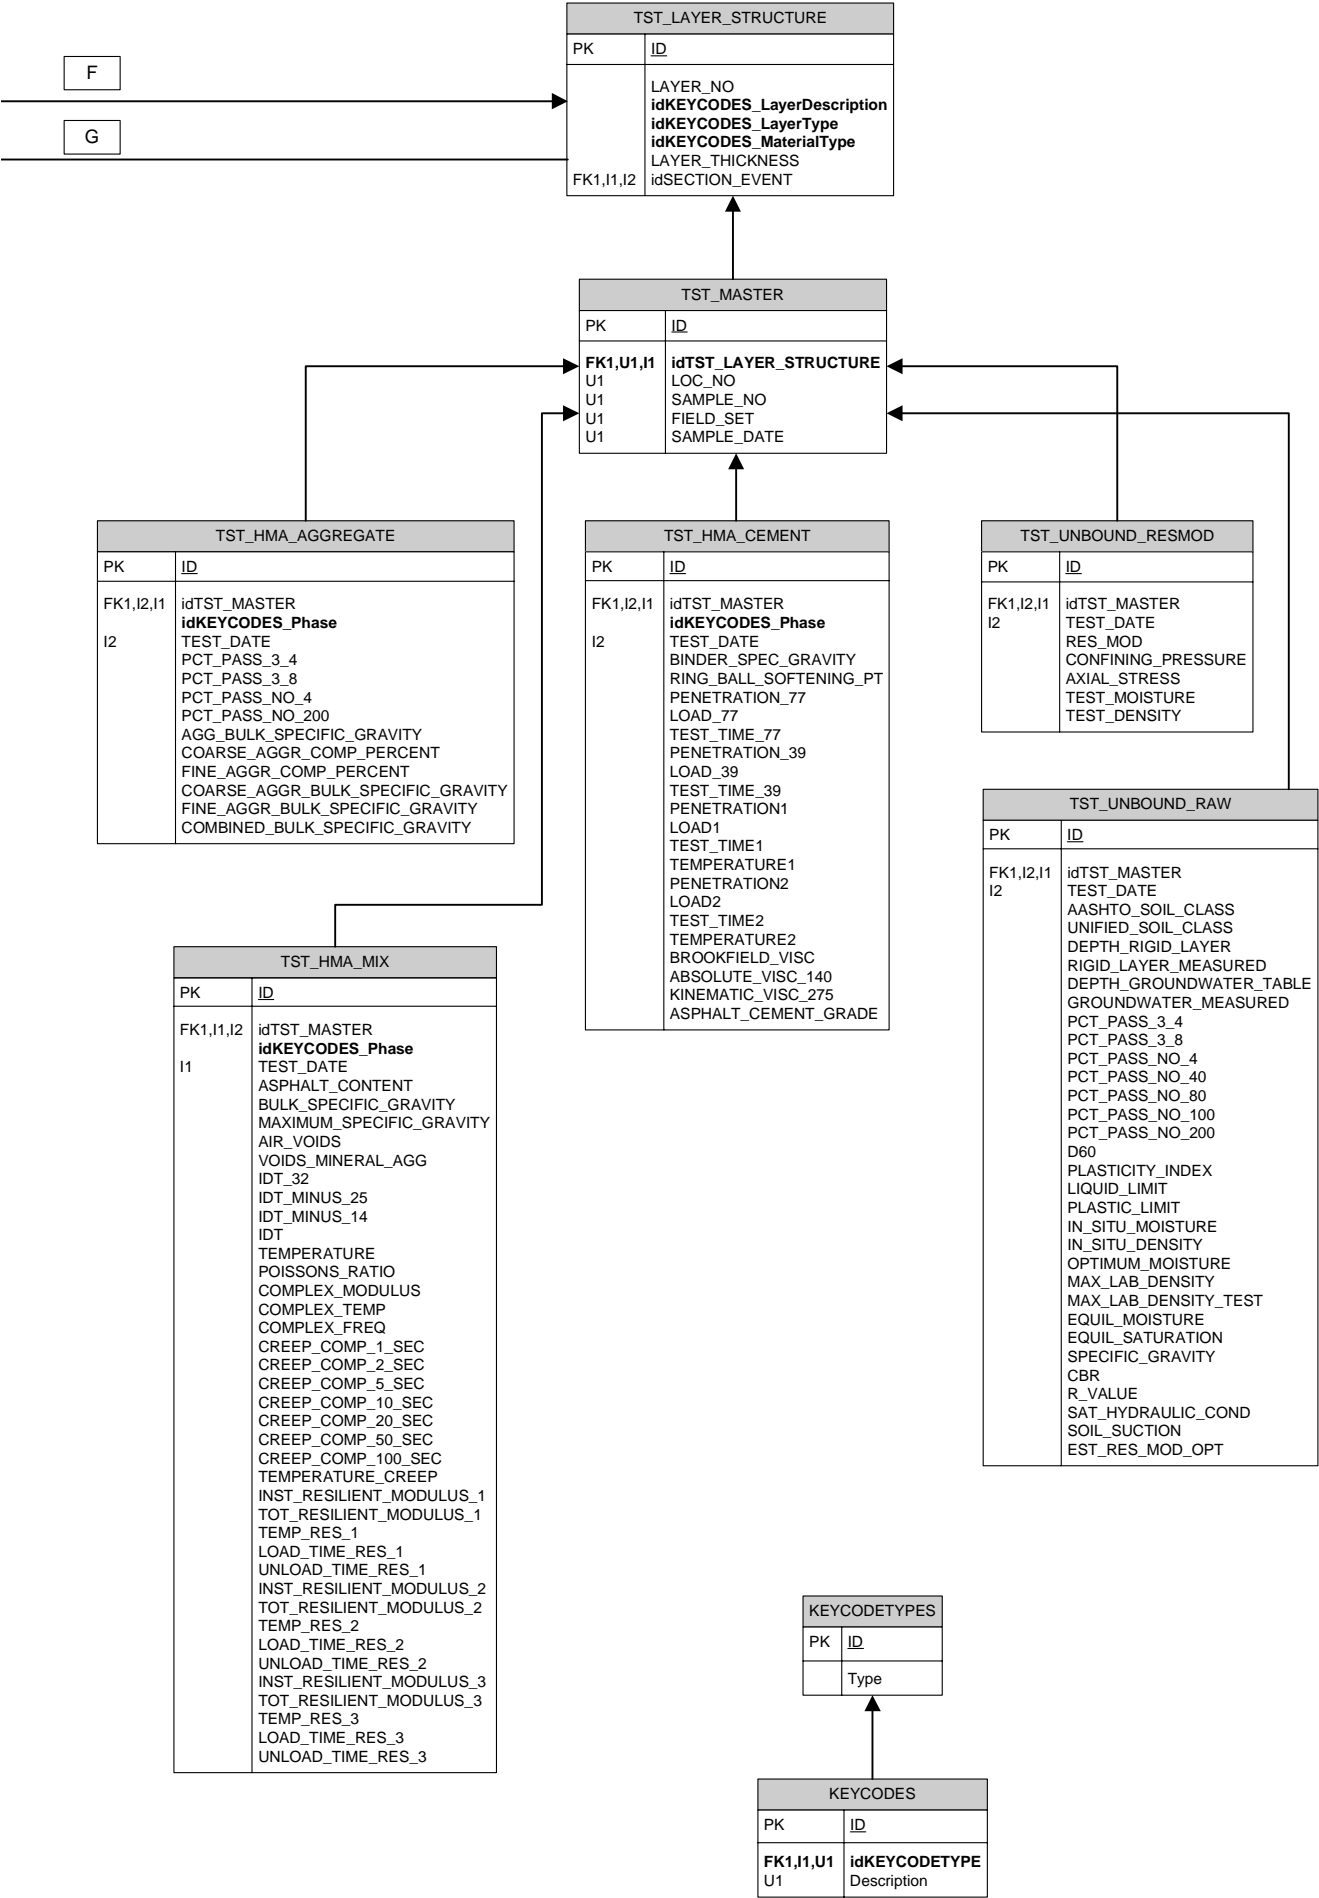 TST_LAYER_STRUCTURE
PK ID
LAYER_NO
idKEYCODES_LayerDescription
idKEYCODES_LayerType
idKEYCODES_MaterialType
LAYER_THICKNESS
FK1,I1,I2 idSECTION_EVENT
F
G
TST_MASTER
PK ID
FK1,U1,I1 idTST_LAYER_STRUCTURE
U1 LOC_NO
U1 SAMPLE_NO
U1 FIELD_SET
U1 SAMPLE_DATE
TST_HMA_AGGREGATE
PK ID
FK1,I2,I1 idTST_MASTER
idKEYCODES_Phase
I2 TEST_DATE
PCT_PASS_3_4
PCT_PASS_3_8
PCT_PASS_NO_4
PCT_PASS_NO_200
AGG_BULK_SPECIFIC_GRAVITY
COARSE_AGGR_COMP_PERCENT
FINE_AGGR_COMP_PERCENT
COARSE_AGGR_BULK_SPECIFIC_GRAVITY
FINE_AGGR_BULK_SPECIFIC_GRAVITY
COMBINED_BULK_SPECIFIC_GRAVITY
TST_HMA_CEMENT
PK ID
FK1,I2,I1 idTST_MASTER
idKEYCODES_Phase
I2 TEST_DATE
BINDER_SPEC_GRAVITY
RING_BALL_SOFTENING_PT
PENETRATION_77
LOAD_77
TEST_TIME_77
PENETRATION_39
LOAD_39
TEST_TIME_39
PENETRATION1
LOAD1
TEST_TIME1
TEMPERATURE1
PENETRATION2
LOAD2
TEST_TIME2
TEMPERATURE2
BROOKFIELD_VISC
ABSOLUTE_VISC_140
KINEMATIC_VISC_275
ASPHALT_CEMENT_GRADE
TST_UNBOUND_RESMOD
PK ID
FK1,I2,I1 idTST_MASTER
I2 TEST_DATE
RES_MOD
CONFINING_PRESSURE
AXIAL_STRESS
TEST_MOISTURE
TEST_DENSITY
TST_UNBOUND_RAW
PK ID
FK1,I2,I1 idTST_MASTER
I2 TEST_DATE
AASHTO_SOIL_CLASS
UNIFIED_SOIL_CLASS
DEPTH_RIGID_LAYER
RIGID_LAYER_MEASURED
DEPTH_GROUNDWATER_TABLE
GROUNDWATER_MEASURED
PCT_PASS_3_4
PCT_PASS_3_8
PCT_PASS_NO_4
PCT_PASS_NO_40
PCT_PASS_NO_80
PCT_PASS_NO_100
PCT_PASS_NO_200
D60
PLASTICITY_INDEX
LIQUID_LIMIT
PLASTIC_LIMIT
IN_SITU_MOISTURE
IN_SITU_DENSITY
OPTIMUM_MOISTURE
MAX_LAB_DENSITY
MAX_LAB_DENSITY_TEST
EQUIL_MOISTURE
EQUIL_SATURATION
SPECIFIC_GRAVITY
CBR
R_VALUE
SAT_HYDRAULIC_COND
SOIL_SUCTION
EST_RES_MOD_OPT
TST_HMA_MIX
PK ID
FK1,I1,I2 idTST_MASTER
idKEYCODES_Phase
I1 TEST_DATE
ASPHALT_CONTENT
BULK_SPECIFIC_GRAVITY
MAXIMUM_SPECIFIC_GRAVITY
AIR_VOIDS
VOIDS_MINERAL_AGG
IDT_32
IDT_MINUS_25
IDT_MINUS_14
IDT
TEMPERATURE
POISSONS_RATIO
COMPLEX_MODULUS
COMPLEX_TEMP
COMPLEX_FREQ
CREEP_COMP_1_SEC
CREEP_COMP_2_SEC
CREEP_COMP_5_SEC
CREEP_COMP_10_SEC
CREEP_COMP_20_SEC
CREEP_COMP_50_SEC
CREEP_COMP_100_SEC
TEMPERATURE_CREEP
INST_RESILIENT_MODULUS_1
TOT_RESILIENT_MODULUS_1
TEMP_RES_1
LOAD_TIME_RES_1
UNLOAD_TIME_RES_1
INST_RESILIENT_MODULUS_2
TOT_RESILIENT_MODULUS_2
TEMP_RES_2
LOAD_TIME_RES_2
UNLOAD_TIME_RES_2
INST_RESILIENT_MODULUS_3
TOT_RESILIENT_MODULUS_3
TEMP_RES_3
LOAD_TIME_RES_3
UNLOAD_TIME_RES_3
KEYCODETYPES
PK ID
Type
KEYCODES
PK ID
FK1,I1,U1 idKEYCODETYPE
U1 Description